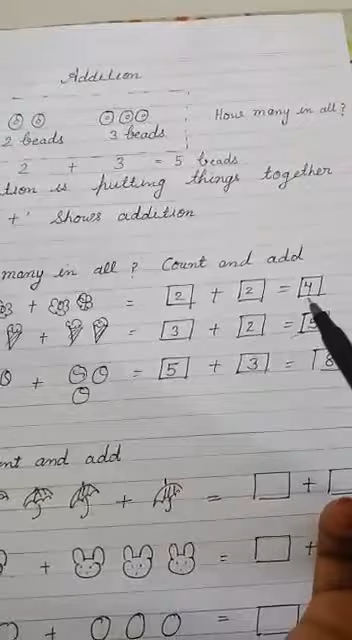 Addition
How many in all?
2 beads 3 beads
2 + 3 = 5 beads
tion is putting things together
+' shows addition
many in all? Count and add
+ = 2 + 2 = 4
+ = 3 + 2 = 5
+ = 5 + 3 = 8
nt and add
+ = +
+ = +
+ =